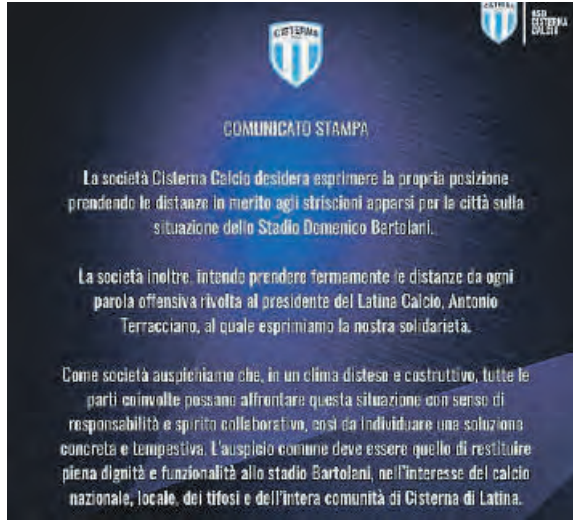 CISTERNA
ASD
CISTERNA
CALCIO
COMUNICATO STAMPA
La società Cisterna Calcio desidera esprimere la propria posizione
prendendo le distanze in merito agli striscioni apparsi per la città sulla
situazione dello Stadio Domenico Bartolani.
La società inoltre, intende prendere fermamente le distanze da ogni
parola offensiva rivolta al presidente del Latina Calcio, Antonio
Terracciano, al quale esprimiamo la nostra solidarietà.
Come società auspichiamo che, in un clima disteso e costruttivo, tutte le
parti coinvolte possano affrontare questa situazione con senso di
responsabilità e spirito collaborativo, così da individuare una soluzione
concreta e tempestiva. L'auspicio comune deve essere quello di restituire
piena dignità e funzionalità allo stadio Bartolani, nell'interesse del calcio
nazionale, locale, dei tifosi e dell'intera comunità di Cisterna di Latina.